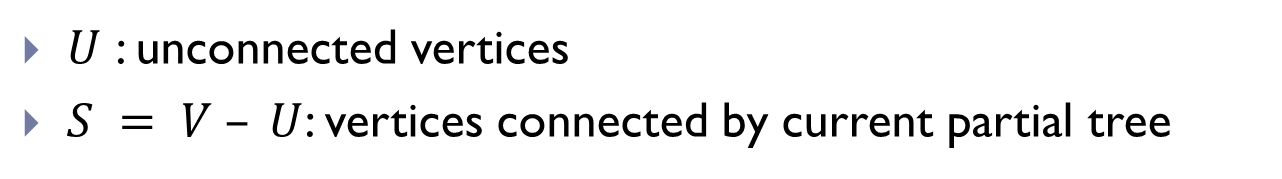 U : unconnected vertices
S = V – U: vertices connected by current partial tree